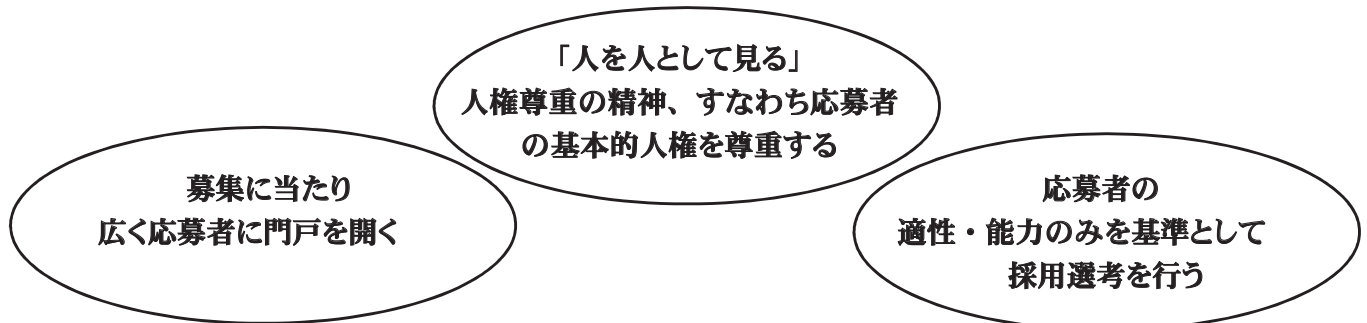 「人を人として見る」
人権尊重の精神、すなわち応募者
の基本的人権を尊重する
募集に当たり
広く応募者に門戸を開く
応募者の
適性・能力のみを基準として
採用選考を行う